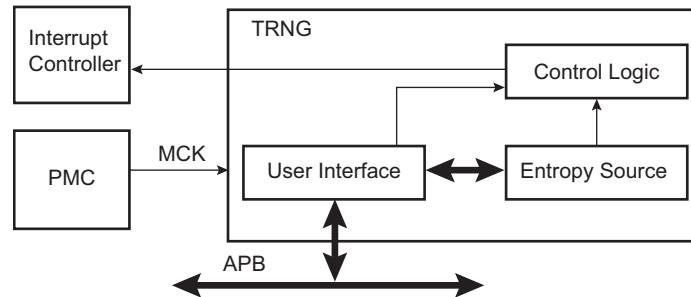 Interrupt
Controller
TRNG
Control Logic
PMC
MCK
User Interface
Entropy Source
APB